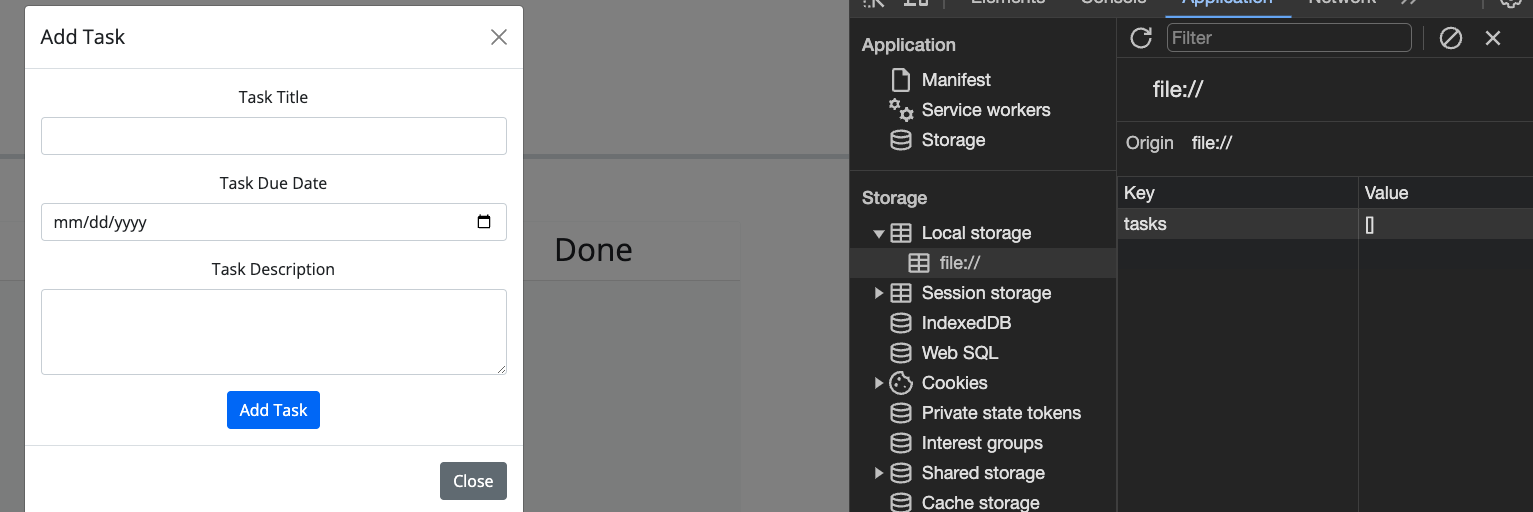 Add Task
Task Title
Task Due Date
mm/dd/yyyy
Task Description
Add Task
Close
Done
Elements
Console
Application
Network
Application
Manifest
Service workers
Storage
Storage
Local storage
file://
Session storage
IndexedDB
Web SQL
Cookies
Private state tokens
Interest groups
Shared storage
Cache storage
Filter
file://
Origin file://
Key Value
tasks []